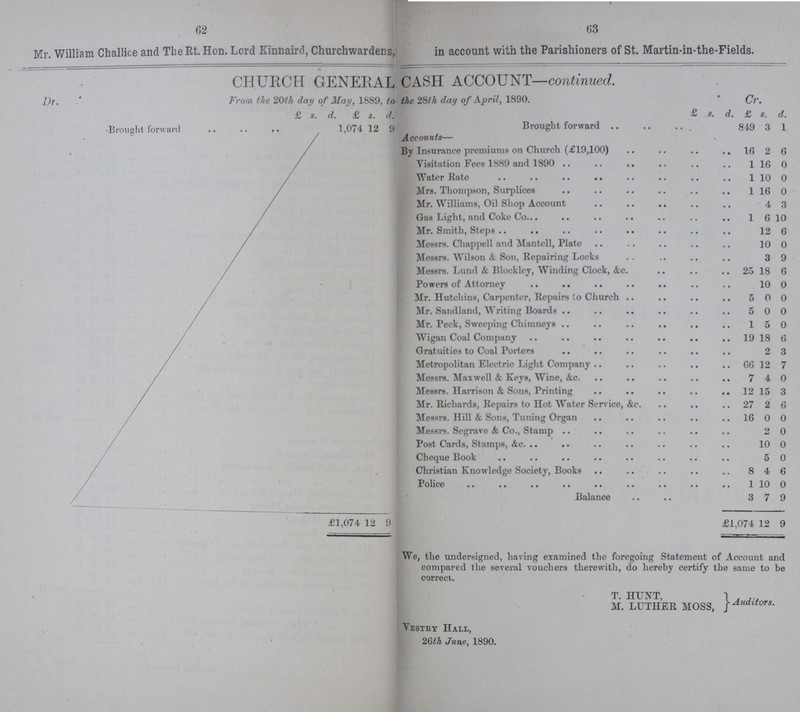 62
Mr. William Challice and The Rt. Hon. Lord Kinnaird, Churchwardens,
63
in account with the Parishioners of St. Martin-in-the-Fields.
CHURCH GENERAL CASH ACCOUNT—continued.
Dr. From the 20th day of May, 1889, to the 28th day of April, 1890. Cr.
£ s. d. £ s. d.
Brought forward .. .. .. 1,074 12 9
£1,074 12 9
£ s. d. £ s. d.
Brought forward .. .. .. 849 3 1
Accounts—
By Insurance premiums on Church (£19,100) .. .. .. .. 16 2 6
Visitation Fees 1889 and 1890 .. .. .. .. .. .. 1 16 0
Water Rate .. .. .. .. .. .. .. .. 1 10 0
Mrs. Thompson, Surplices .. .. .. .. .. .. 1 16 0
Mr. Williams, Oil Shop Account .. .. .. .. .. 4 3
Gas Light, and Coke Co... .. .. .. .. .. .. 1 6 10
Mr. Smith, Steps .. .. .. .. .. .. .. .. 12 6
Messrs. Chappell and Mantell, Plate .. .. .. .. .. 10 0
Messrs. Wilson & Son, Repairing Locks .. .. .. .. 3 9
Messrs. Lund & Blockley, Winding Clock, &c. .. .. .. 25 18 6
Powers of Attorney .. .. .. .. .. .. .. 10 0
Mr. Hutchins, Carpenter, Repairs to Church .. .. .. .. 5 0 0
Mr. Sandland, Writing Boards .. .. .. .. .. .. 5 0 0
Mr. Peck, Sweeping Chimneys .. .. .. .. .. .. 1 5 0
Wigan Coal Company .. .. .. .. .. .. .. 19 18 6
Gratuities to Coal Porters .. .. .. .. .. .. 2 3
Metropolitan Electric Light Company .. .. .. .. .. 66 12 7
Messrs. Maxwell & Keys, Wine, &c. .. .. .. .. .. 7 4 0
Messrs. Harrison & Sons, Printing .. .. .. .. .. 12 15 3
Mr. Richards, Repairs to Hot Water Service, &c. .. .. .. 27 2 6
Messrs. Hill & Sons, Tuning Organ .. .. .. .. .. 16 0 0
Messrs. Segrave & Co., Stamp .. .. .. .. .. .. 2 0
Post Cards, Stamps, &c. .. .. .. .. .. .. .. 10 0
Cheque Book .. .. .. .. .. .. .. .. 5 0
Christian Knowledge Society, Books .. .. .. .. .. 8 4 6
Police .. .. .. .. .. .. .. .. .. 1 10 0
Balance .. .. 3 7 9
£1,074 12 9
We, the undersigned, having examined the foregoing Statement of Account and
compared the several vouchers therewith, do hereby certify the same to be
correct.
T. HUNT,
M. LUTHER MOSS, } Auditors.
VESTRY HALL,
26th June, 1890.